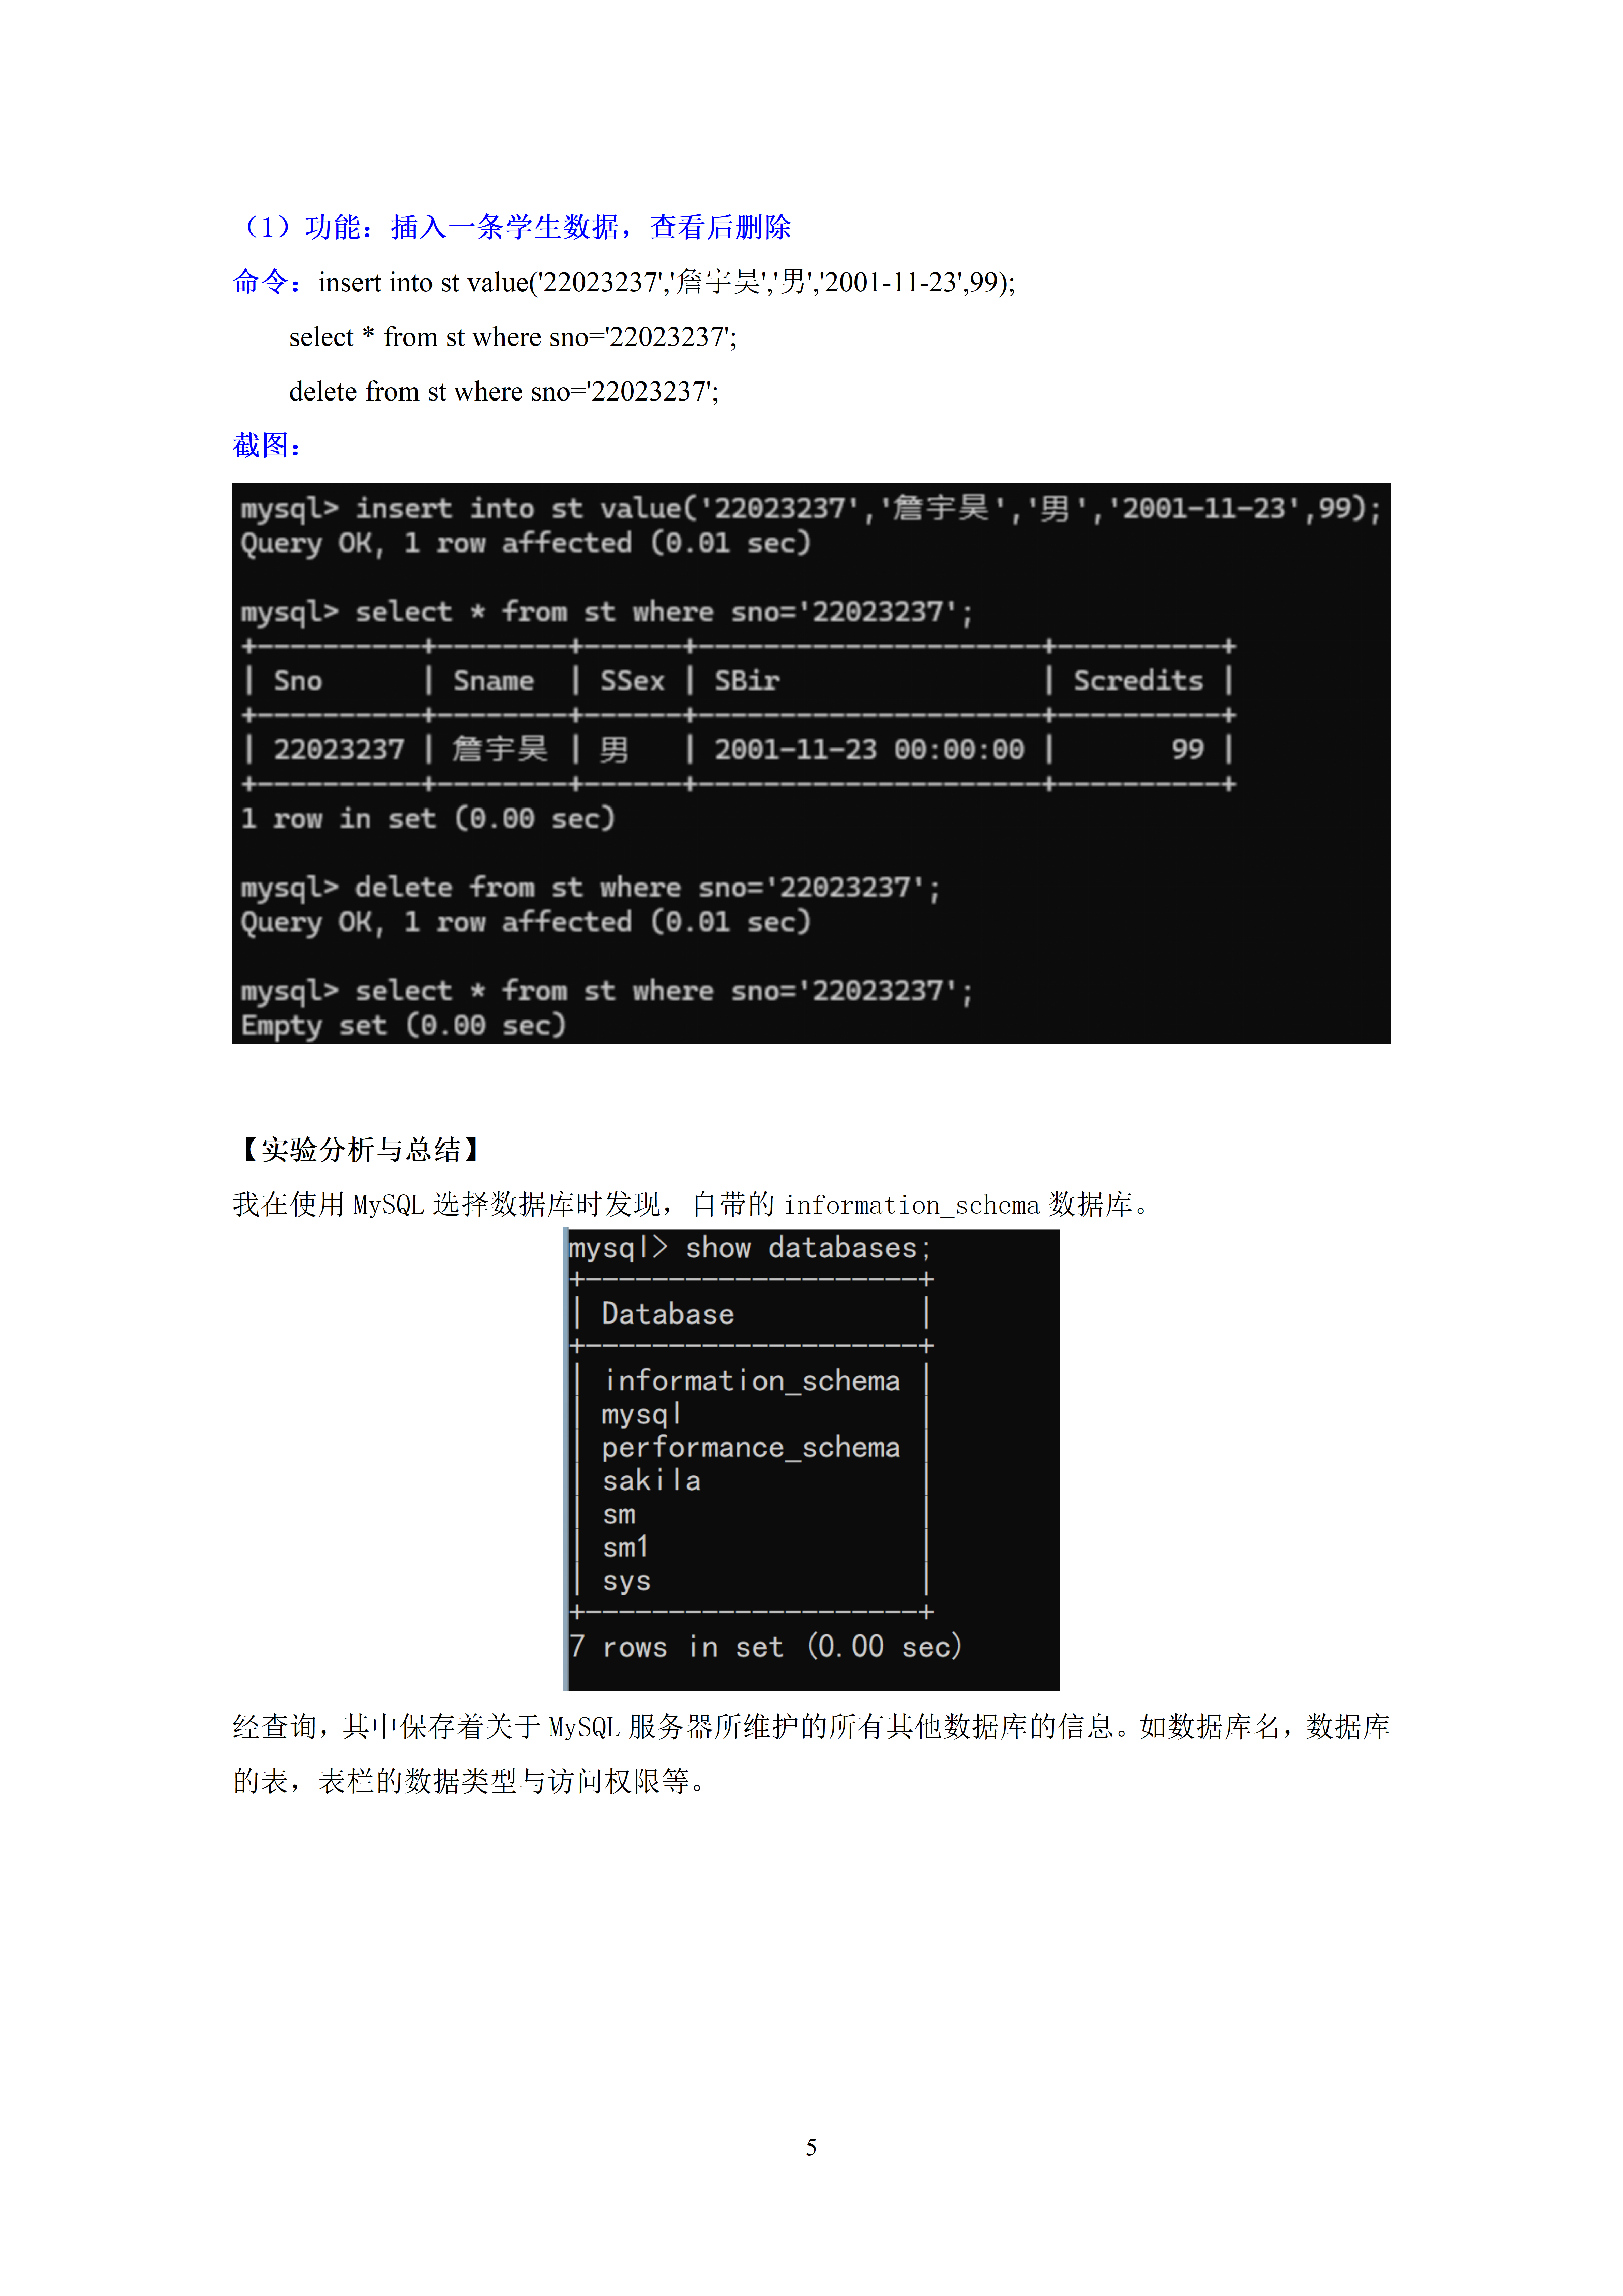 （1）功能：插入一条学生数据，查看后删除
命令：insert into st value('22023237','詹宇昊','男','2001-11-23',99);
select * from st where sno='22023237';
delete from st where sno='22023237';
截图：
mysql> insert into st value('22023237','詹宇昊','男','2001-11-23',99);
Query OK, 1 row affected (0.01 sec)
mysql> select * from st where sno='22023237';
+----------+--------+------+---------------------+----------+
| Sno      | Sname  | SSex | SBir                | Scredits |
+----------+--------+------+---------------------+----------+
| 22023237 | 詹宇昊 | 男   | 2001-11-23 00:00:00 |       99 |
+----------+--------+------+---------------------+----------+
1 row in set (0.00 sec)
mysql> delete from st where sno='22023237';
Query OK, 1 row affected (0.01 sec)
mysql> select * from st where sno='22023237';
Empty set (0.00 sec)
【实验分析与总结】
我在使用 MySQL 选择数据库时发现，自带的 information_schema 数据库。
mysql> show databases;
+--------------------+
| Database           |
+--------------------+
| information_schema |
| mysql              |
| performance_schema |
| sakila             |
| sm                 |
| sm1                |
| sys                |
+--------------------+
7 rows in set (0.00 sec)
经查询，其中保存着关于 MySQL 服务器所维护的所有其他数据库的信息。如数据库名，数据库
的表，表栏的数据类型与访问权限等。
5